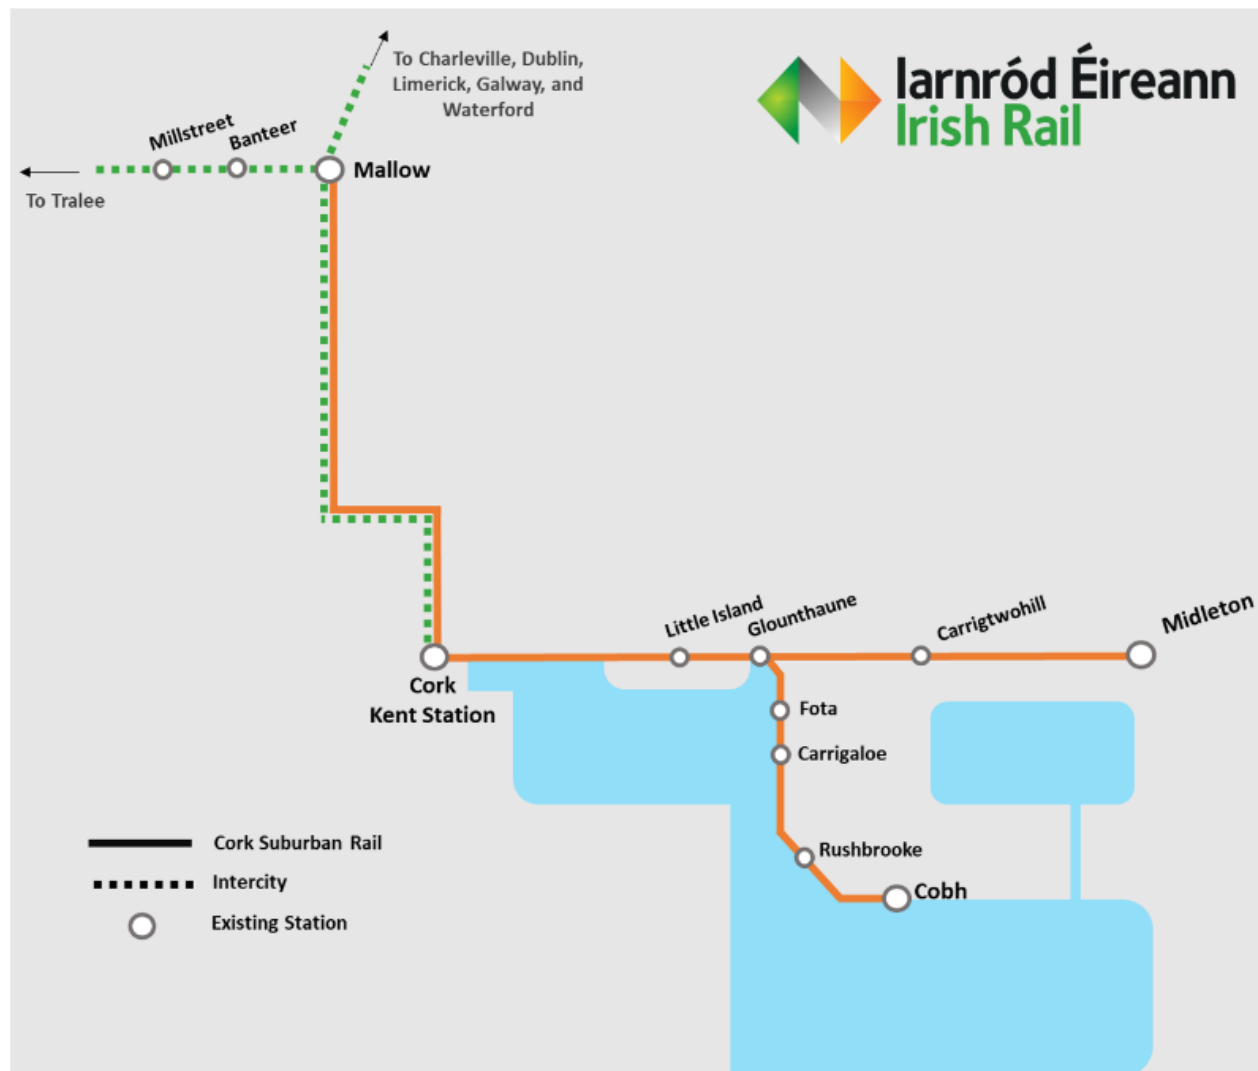 To Charleville, Dublin,
Limerick, Galway, and
Waterford
Iarnród Éireann
Irish Rail
Millstreet
Banteer
Mallow
To Tralee
Little Island
Glounthaune
Carrigtwohill
Midleton
Cork
Kent Station
Fota
Carrigaloe
Rushbrooke
Cobh
Cork Suburban Rail
Intercity
Existing Station